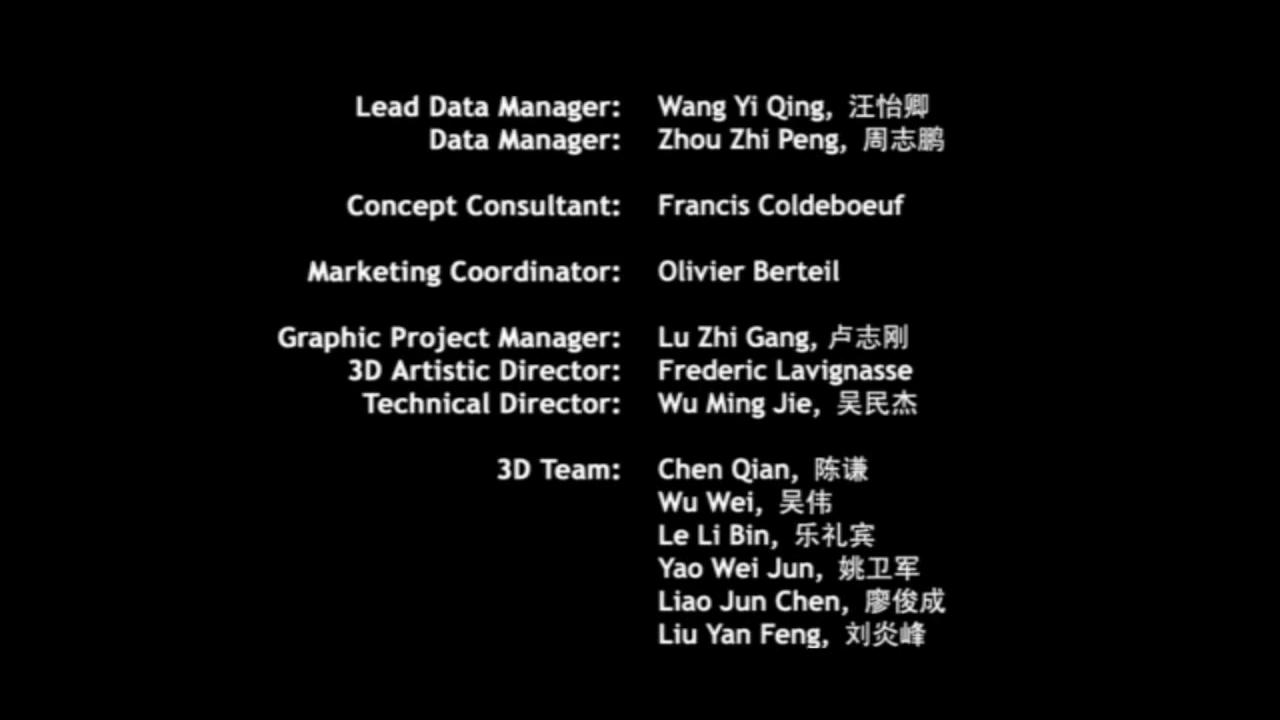 Lead Data Manager: Wang Yi Qing, 汪怡卿
Data Manager: Zhou Zhi Peng, 周志鹏
Concept Consultant: Francis Coldeboeuf
Marketing Coordinator: Olivier Berteil
Graphic Project Manager: Lu Zhi Gang, 卢志刚
3D Artistic Director: Frederic Lavignasse
Technical Director: Wu Ming Jie, 吴民杰
3D Team: Chen Qian, 陈谦
Wu Wei, 吴伟
Le Li Bin, 乐礼宾
Yao Wei Jun, 姚卫军
Liao Jun Chen, 廖俊成
Liu Yan Feng, 刘炎峰